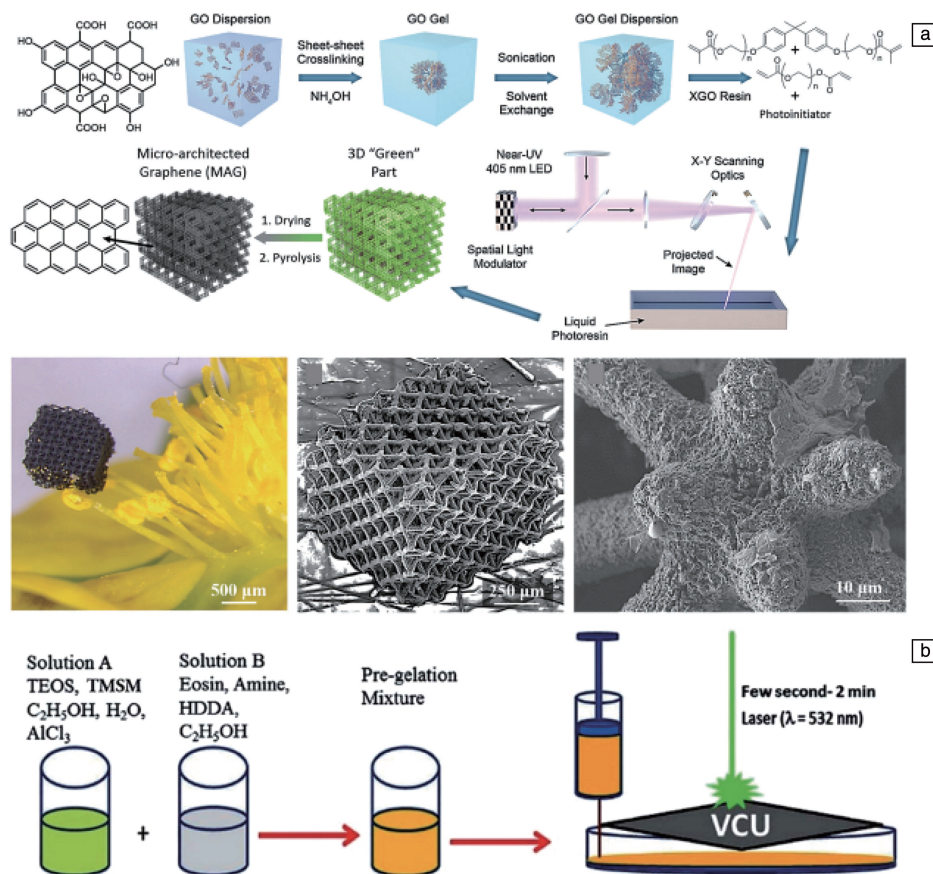 a
COOH
COOH
COOH
HO
HO
O
O
OH
HO
O
O
HO
OH
COOH
OH
GO Dispersion
Sheet-sheet
Crosslinking
NH₄OH
GO Gel
Sonication
Solvent
Exchange
GO Gel Dispersion
XGO Resin
O
O
n
O
+
O
O
n
O
O
O
n
O
+
Photoinitiator
Micro-architected
Graphene (MAG)
1. Drying
2. Pyrolysis
3D "Green"
Part
Near-UV
405 nm LED
X-Y Scanning
Optics
Spatial Light
Modulator
Projected
Image
Liquid
Photoresin
500 µm
250 µm
10 µm
b
Solution A
TEOS, TMSM
C₂H₅OH, H₂O,
AlCl₃
+
Solution B
Eosin, Amine,
HDDA,
C₂H₅OH
Pre-gelation
Mixture
Few second- 2 min
Laser (λ = 532 nm)
VCU